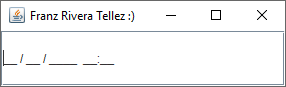 Franz Rivera Tellez :)
__ / __ / ____  __:__